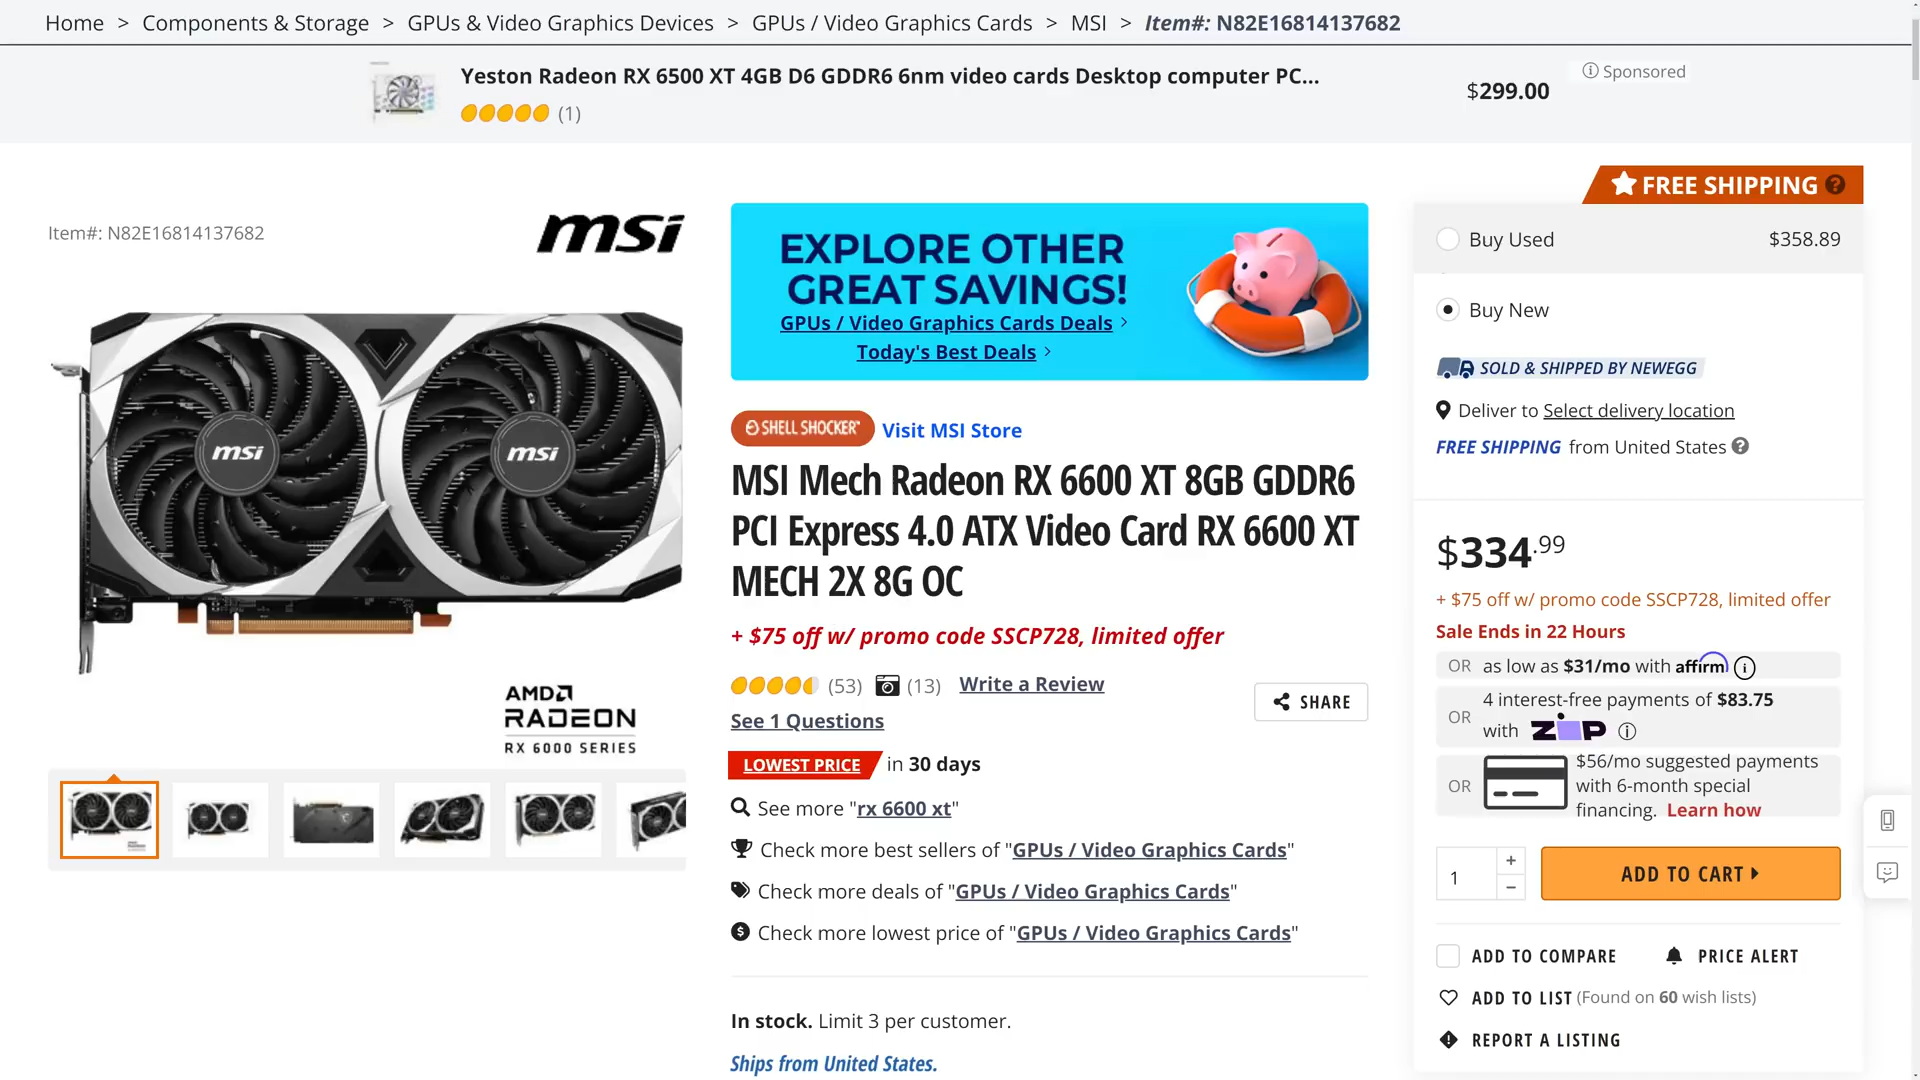 Home > Components & Storage > GPUs & Video Graphics Devices > GPUs / Video Graphics Cards > MSI > Item#: N82E16814137682
Yeston Radeon RX 6500 XT 4GB D6 GDDR6 6nm video cards Desktop computer PC...
(1)
$299.00
Sponsored
FREE SHIPPING ?
Item#: N82E16814137682
msi
msi
msi
AMD
RADEON
RX 6000 SERIES
EXPLORE OTHER
GREAT SAVINGS!
GPUs / Video Graphics Cards Deals
Today's Best Deals
SHELL SHOCKER™ Visit MSI Store
MSI Mech Radeon RX 6600 XT 8GB GDDR6
PCI Express 4.0 ATX Video Card RX 6600 XT
MECH 2X 8G OC
+ $75 off w/ promo code SSCP728, limited offer
(53) (13) Write a Review
See 1 Questions
SHARE
LOWEST PRICE in 30 days
See more "rx 6600 xt"
Check more best sellers of "GPUs / Video Graphics Cards"
Check more deals of "GPUs / Video Graphics Cards"
Check more lowest price of "GPUs / Video Graphics Cards"
In stock. Limit 3 per customer.
Ships from United States.
Buy Used $358.89
Buy New
SOLD & SHIPPED BY NEWEGG
Deliver to Select delivery location
FREE SHIPPING from United States ?
$334.99
+ $75 off w/ promo code SSCP728, limited offer
Sale Ends in 22 Hours
OR as low as $31/mo with affirm
4 interest-free payments of $83.75
OR
with ZIP
$56/mo suggested payments
OR with 6-month special
financing. Learn how
1 + −
ADD TO CART
ADD TO COMPARE PRICE ALERT
ADD TO LIST (Found on 60 wish lists)
REPORT A LISTING